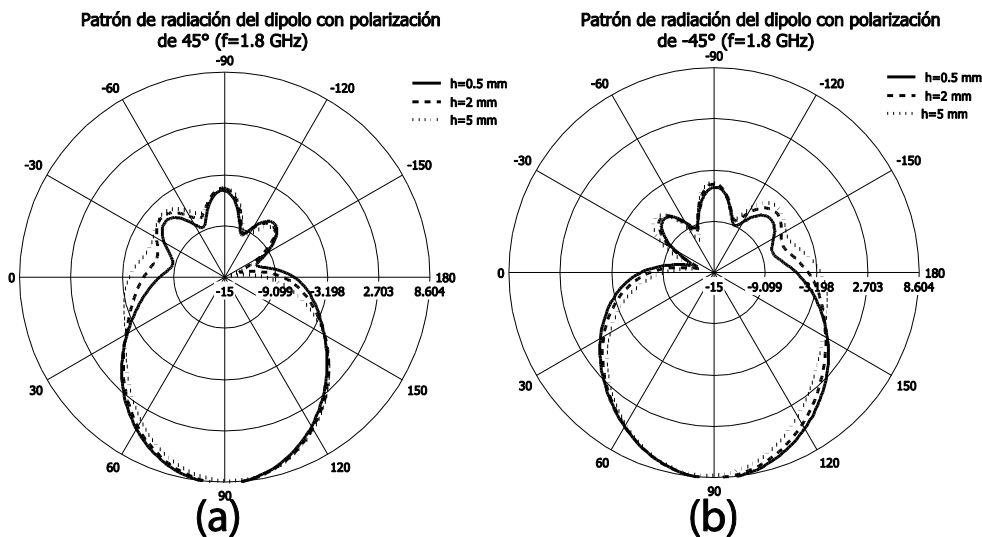 Patrón de radiación del dipolo con polarización
de 45° (f=1.8 GHz)
-90
-60
-120
h=0.5 mm
h=2 mm
h=5 mm
-30
-150
0
180
-15
-9.099
-3.198
2.703
8.604
30
150
60
120
90
(a)
Patrón de radiación del dipolo con polarización
de -45° (f=1.8 GHz)
-90
-60
-120
h=0.5 mm
h=2 mm
h=5 mm
-30
-150
0
180
-15
-9.099
-3.198
2.703
8.604
30
150
60
120
90
(b)